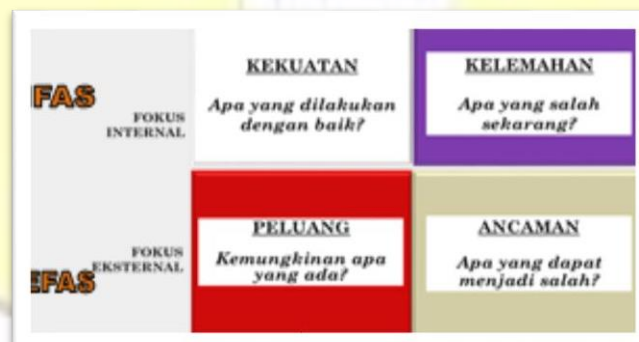 KEKUATAN
Apa yang dilakukan
dengan baik?
KELEMAHAN
Apa yang salah
sekarang?
FAS
FOKUS
INTERNAL
PELUANG
Kemungkinan apa
yang ada?
ANCAMAN
Apa yang dapat
menjadi salah?
FOKUS
EKSTERNAL
EFAS